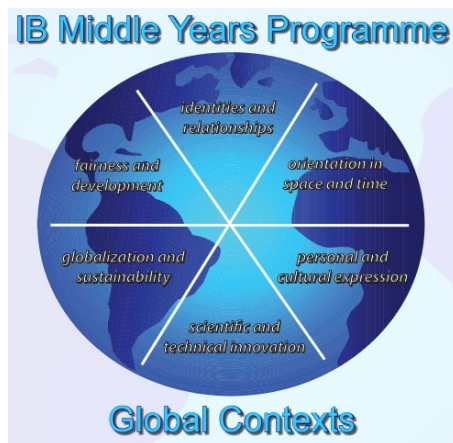 IB Middle Years Programme
identities and
relationships
fairness and
development
orientation in
space and time
globalization and
sustainability
personal and
cultural expression
scientific and
technical innovation
Global Contexts